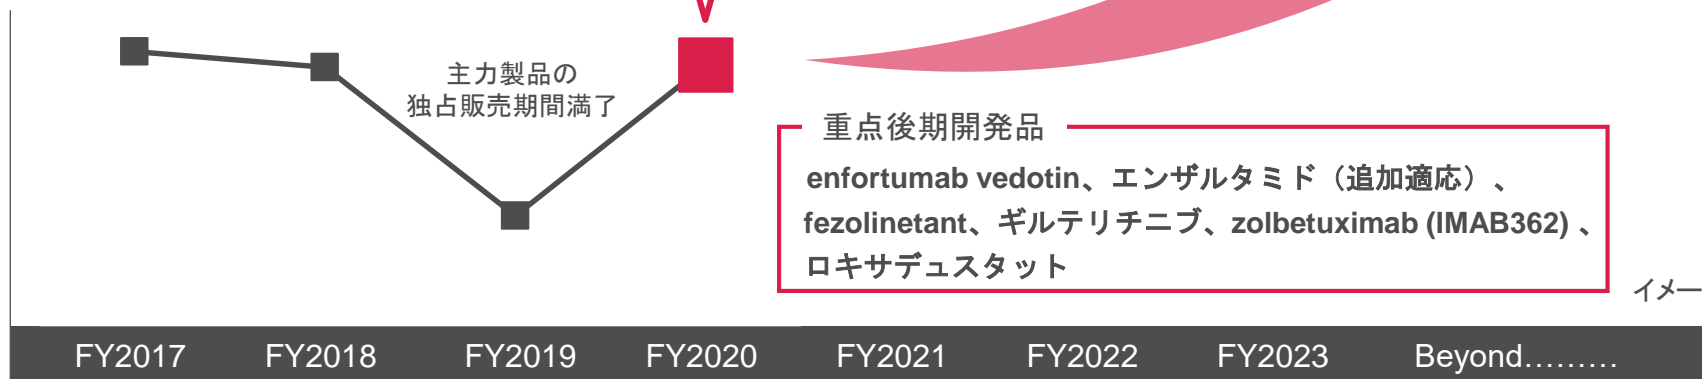 主力製品の
独占販売期間満了
重点後期開発品
enfortumab vedotin、エンザルタミド（追加適応）、
fezolinetant、ギルテリチニブ、zolbetuximab (IMAB362) 、
ロキサデュスタット
イメー
FY2017 FY2018 FY2019 FY2020 FY2021 FY2022 FY2023 Beyond………